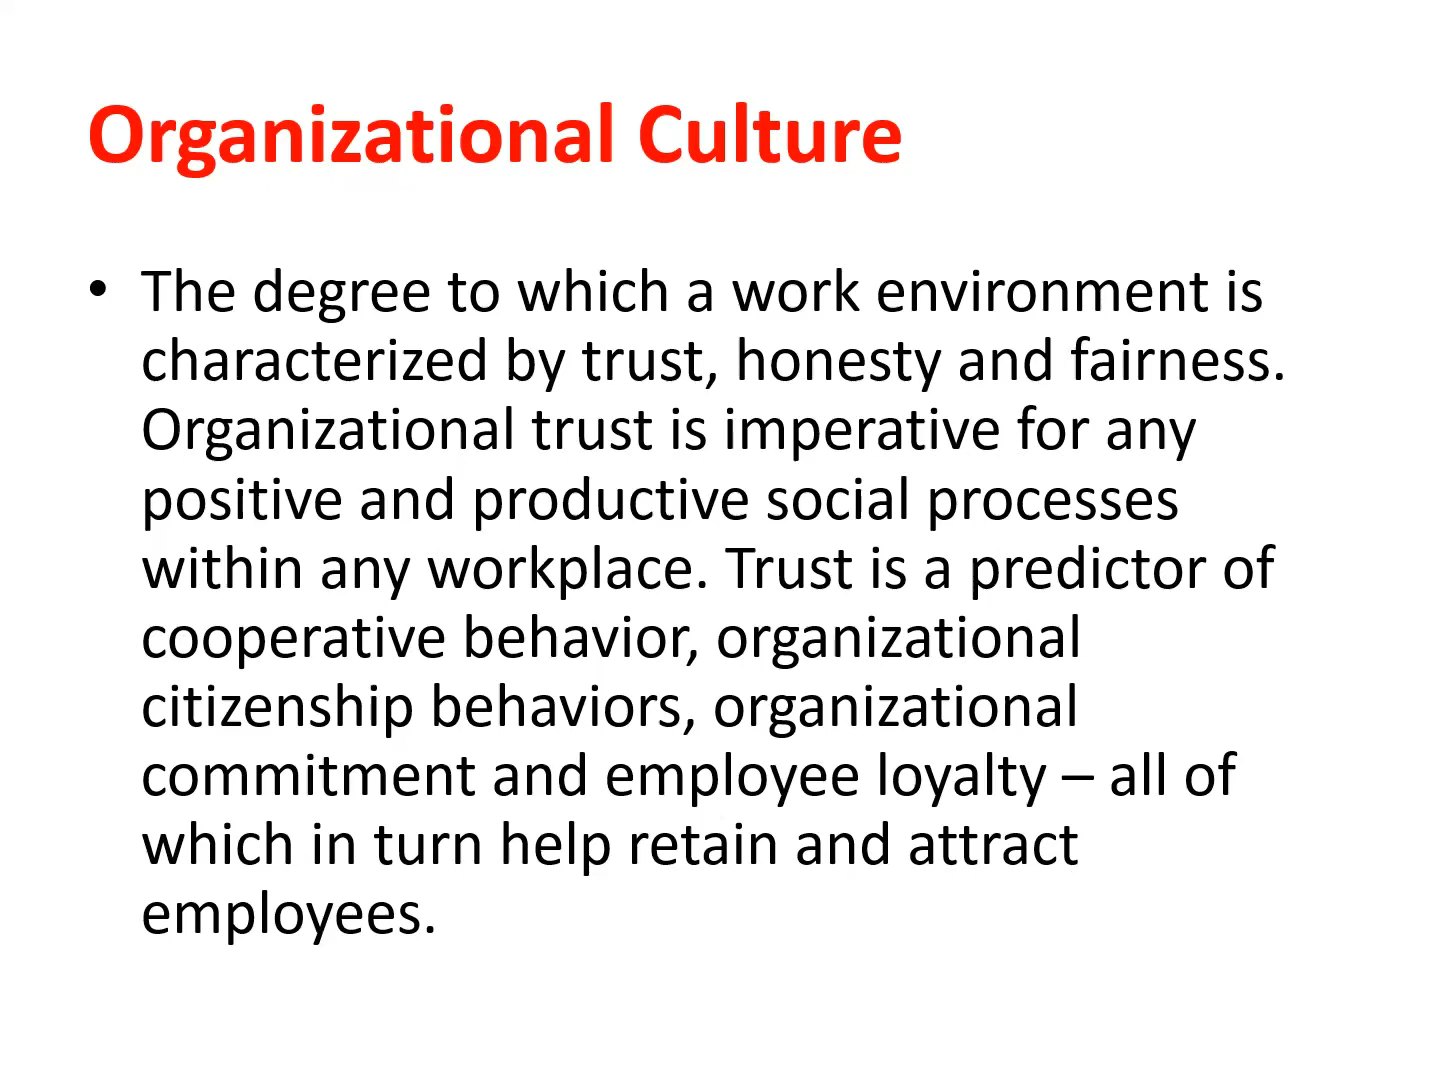 Organizational Culture
• The degree to which a work environment is
characterized by trust, honesty and fairness.
Organizational trust is imperative for any
positive and productive social processes
within any workplace. Trust is a predictor of
cooperative behavior, organizational
citizenship behaviors, organizational
commitment and employee loyalty – all of
which in turn help retain and attract
employees.